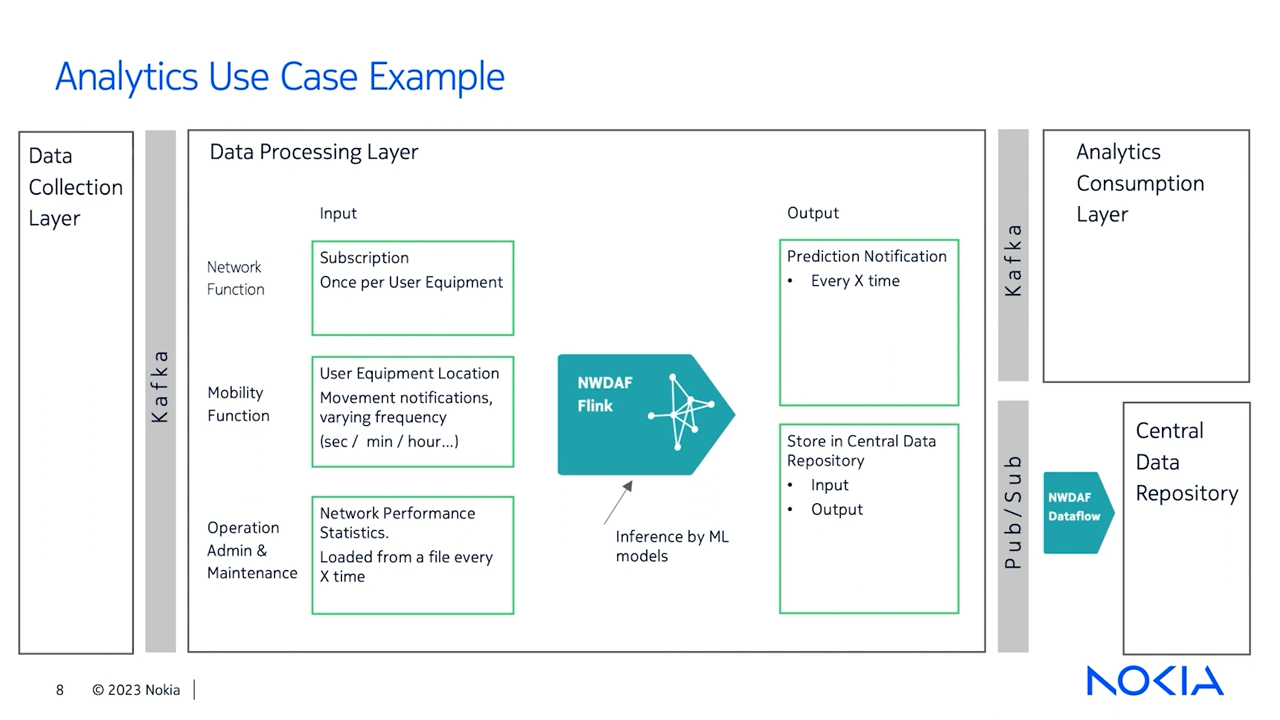 Analytics Use Case Example
Data
Collection
Layer
Kafka
Data Processing Layer
Input
Output
Network
Function
Subscription
Once per User Equipment
Mobility
Function
User Equipment Location
Movement notifications,
varying frequency
(sec / min / hour...)
Operation
Admin &
Maintenance
Network Performance
Statistics.
Loaded from a file every
X time
NWDAF
Flink
Inference by ML
models
Prediction Notification
• Every X time
Store in Central Data
Repository
• Input
• Output
Kafka
Pub/Sub
Analytics
Consumption
Layer
NWDAF
Dataflow
Central
Data
Repository
8 © 2023 Nokia
NOKIA